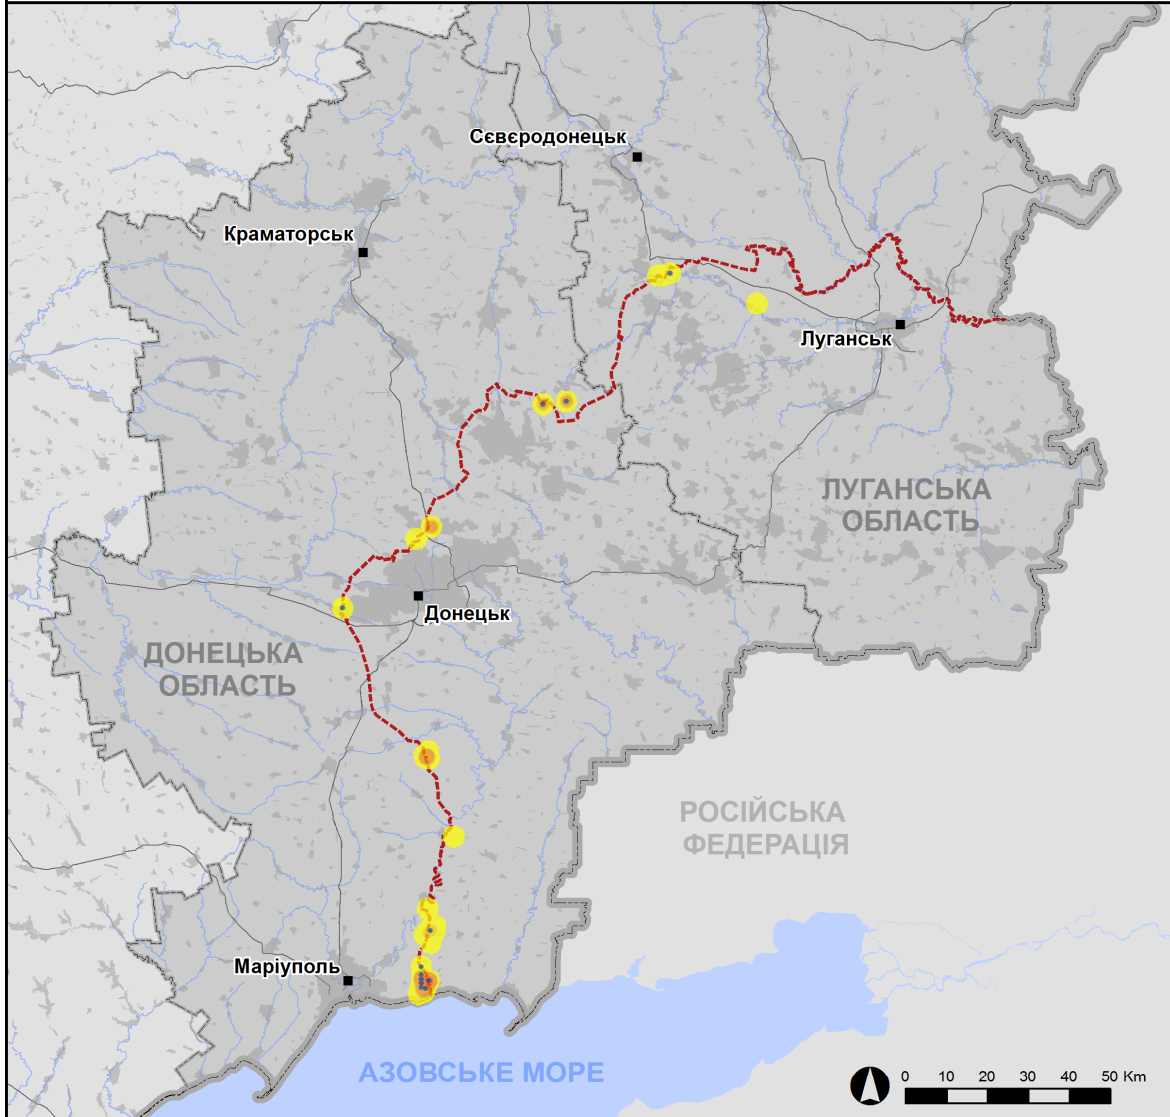 Сєвєродонецьк
Краматорськ
Луганськ
ЛУГАНСЬКА
ОБЛАСТЬ
Донецьк
ДОНЕЦЬКА
ОБЛАСТЬ
РОСІЙСЬКА
ФЕДЕРАЦІЯ
Маріуполь
АЗОВСЬКЕ МОРЕ
0 10 20 30 40 50 Km